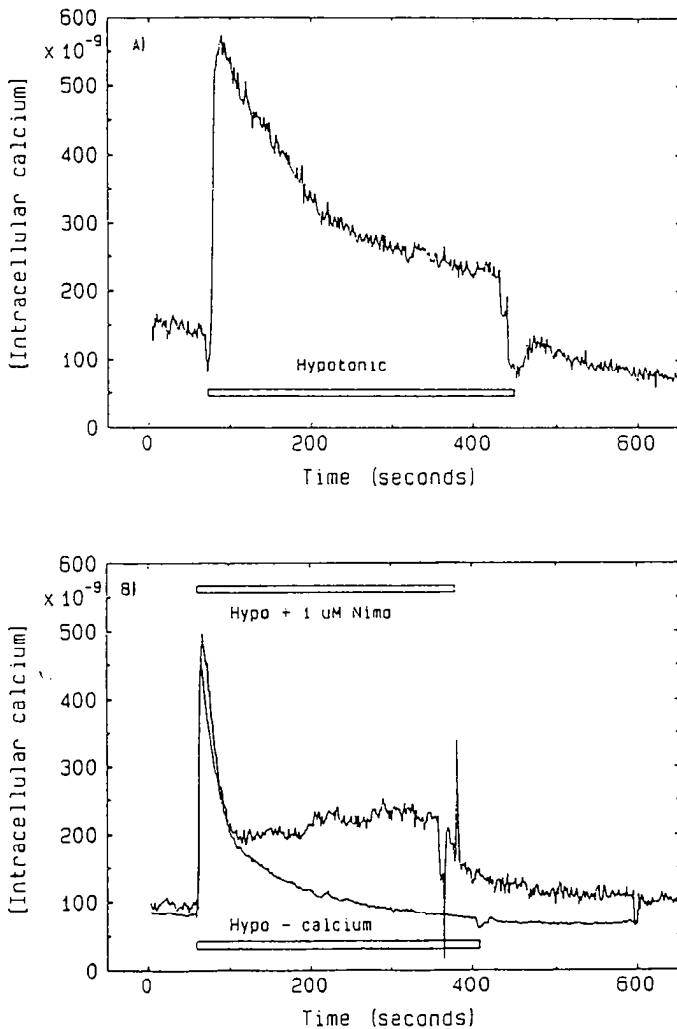 600
× 10⁻⁹
A)
500
400
300
200
100
0
[Intracellular calcium]
Hypotonic
0
200
400
600
Time (seconds)
600
× 10⁻⁹
B)
500
400
300
200
100
0
[Intracellular calcium]
Hypo + 1 uM Nimo
Hypo - calcium
0
200
400
600
Time (seconds)